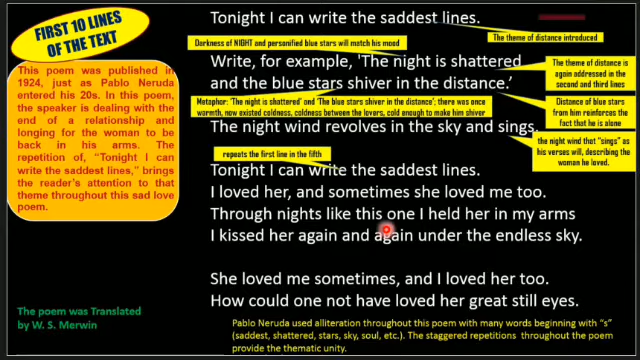 FIRST 10 LINES
OF THE TEXT
This poem was published in
1924, just as Pablo Neruda
entered his 20s. In this poem,
the speaker is dealing with the
end of a relationship and
longing for the woman to be
back in his arms. The
repetition of, "Tonight I can
write the saddest lines," brings
the reader's attention to that
theme throughout this sad love
poem.
The poem was Translated
by W. S. Merwin
Tonight I can write the saddest lines.
The theme of distance introduced
Darkness of NIGHT and personified blue stars will match his mood
Write, for example, 'The night is shattered
and the blue stars shiver in the distance.'
The theme of distance is
again addressed in the
second and third lines
Metaphor: 'The night is shattered' and 'The blue stars shiver in the distance'; there was once
warmth, now existed coldness, coldness between the lovers, cold enough to make him shiver
Distance of blue stars
from him reinforces the
fact that he is alone
The night wind revolves in the sky and sings.
the night wind that "sings" as
his verses will, describing the
woman he loved.
repeats the first line in the fifth
Tonight I can write the saddest lines.
I loved her, and sometimes she loved me too.
Through nights like this one I held her in my arms
I kissed her again and again under the endless sky.
She loved me sometimes, and I loved her too.
How could one not have loved her great still eyes.
Pablo Neruda used alliteration throughout this poem with many words beginning with "s"
(saddest, shattered, stars, sky, soul, etc.). The staggered repetitions throughout the poem
provide the thematic unity.